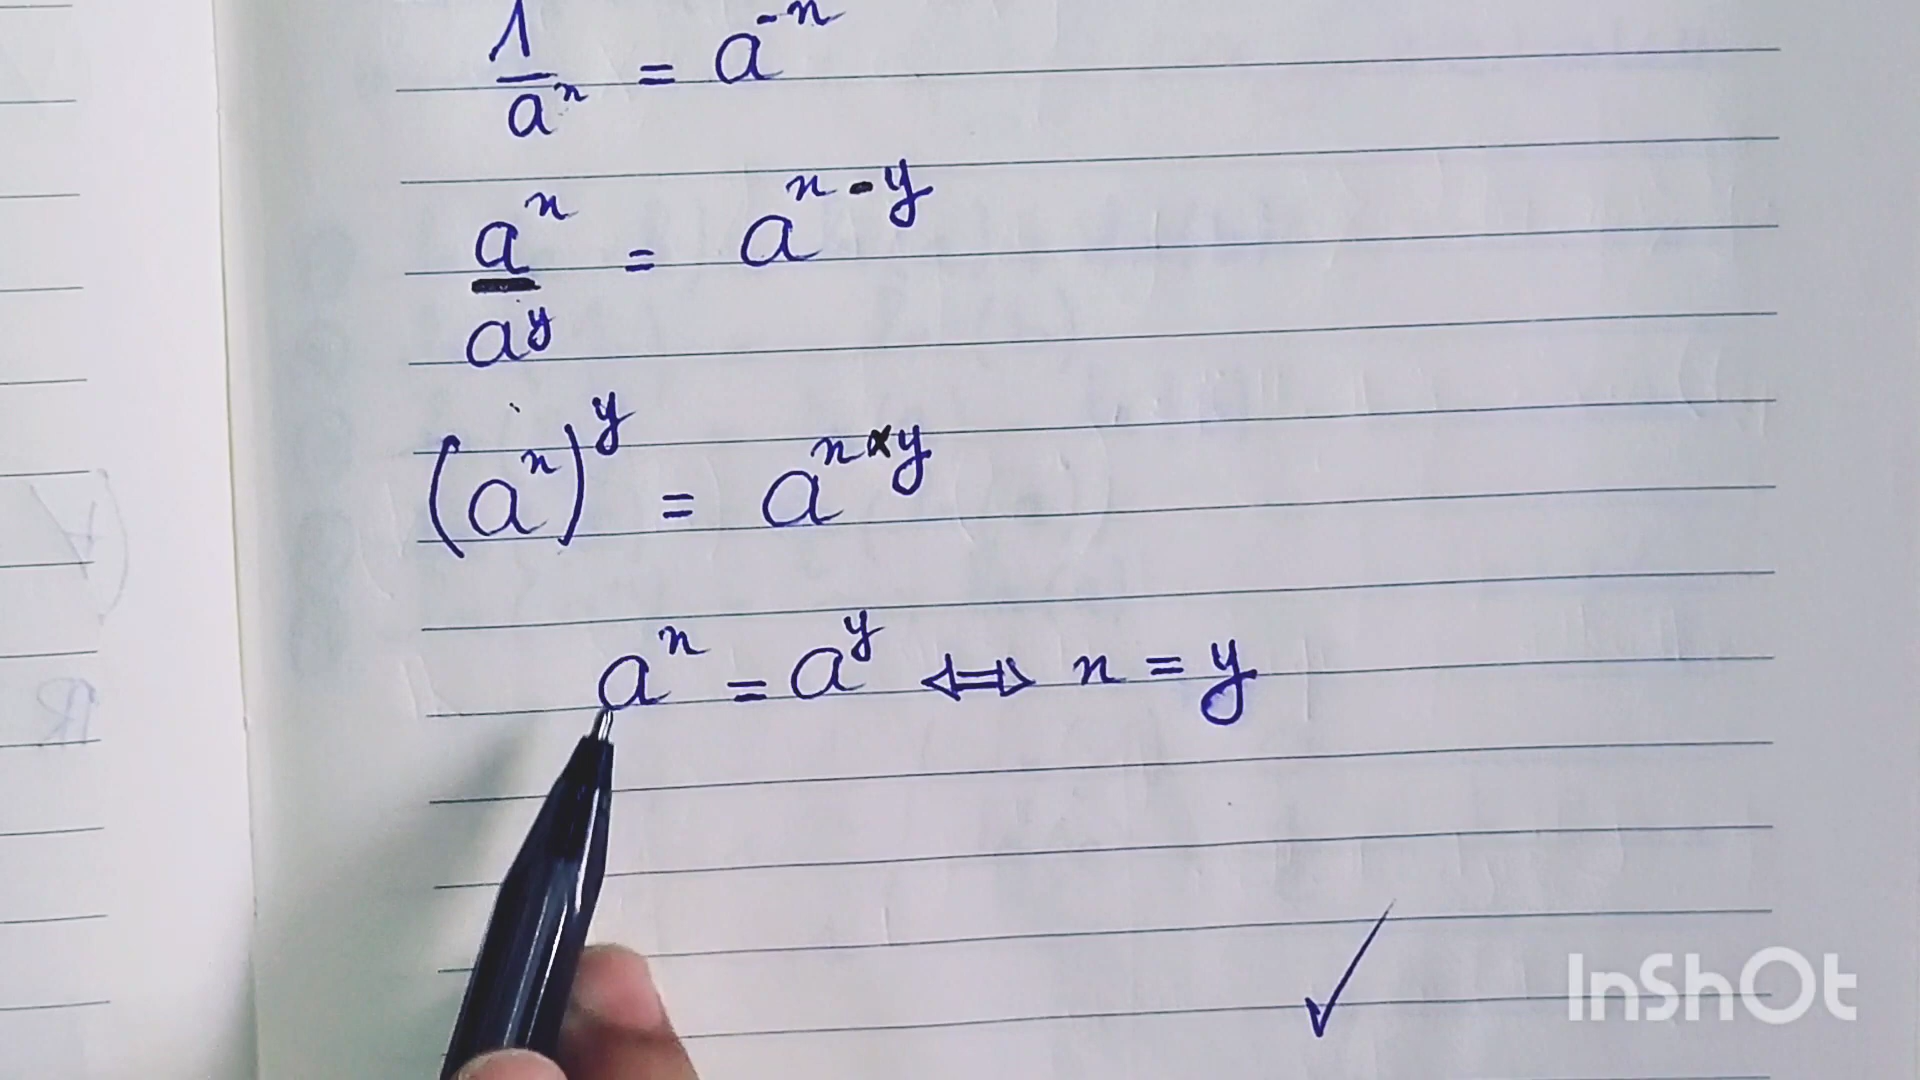 1/aⁿ = a⁻ⁿ
aⁿ/aʸ = aⁿ⁻ʸ
(aⁿ)ʸ = aⁿˣʸ
aⁿ = aʸ ⟺ n = y
✓
InShOt